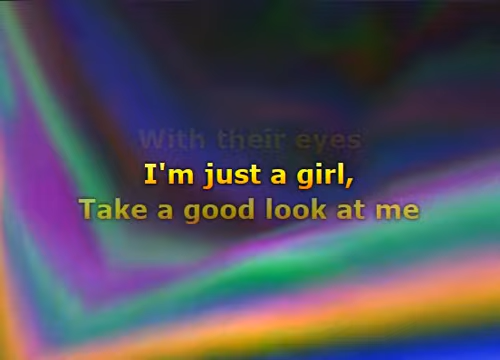 With their eyes
I'm just a girl,
Take a good look at me